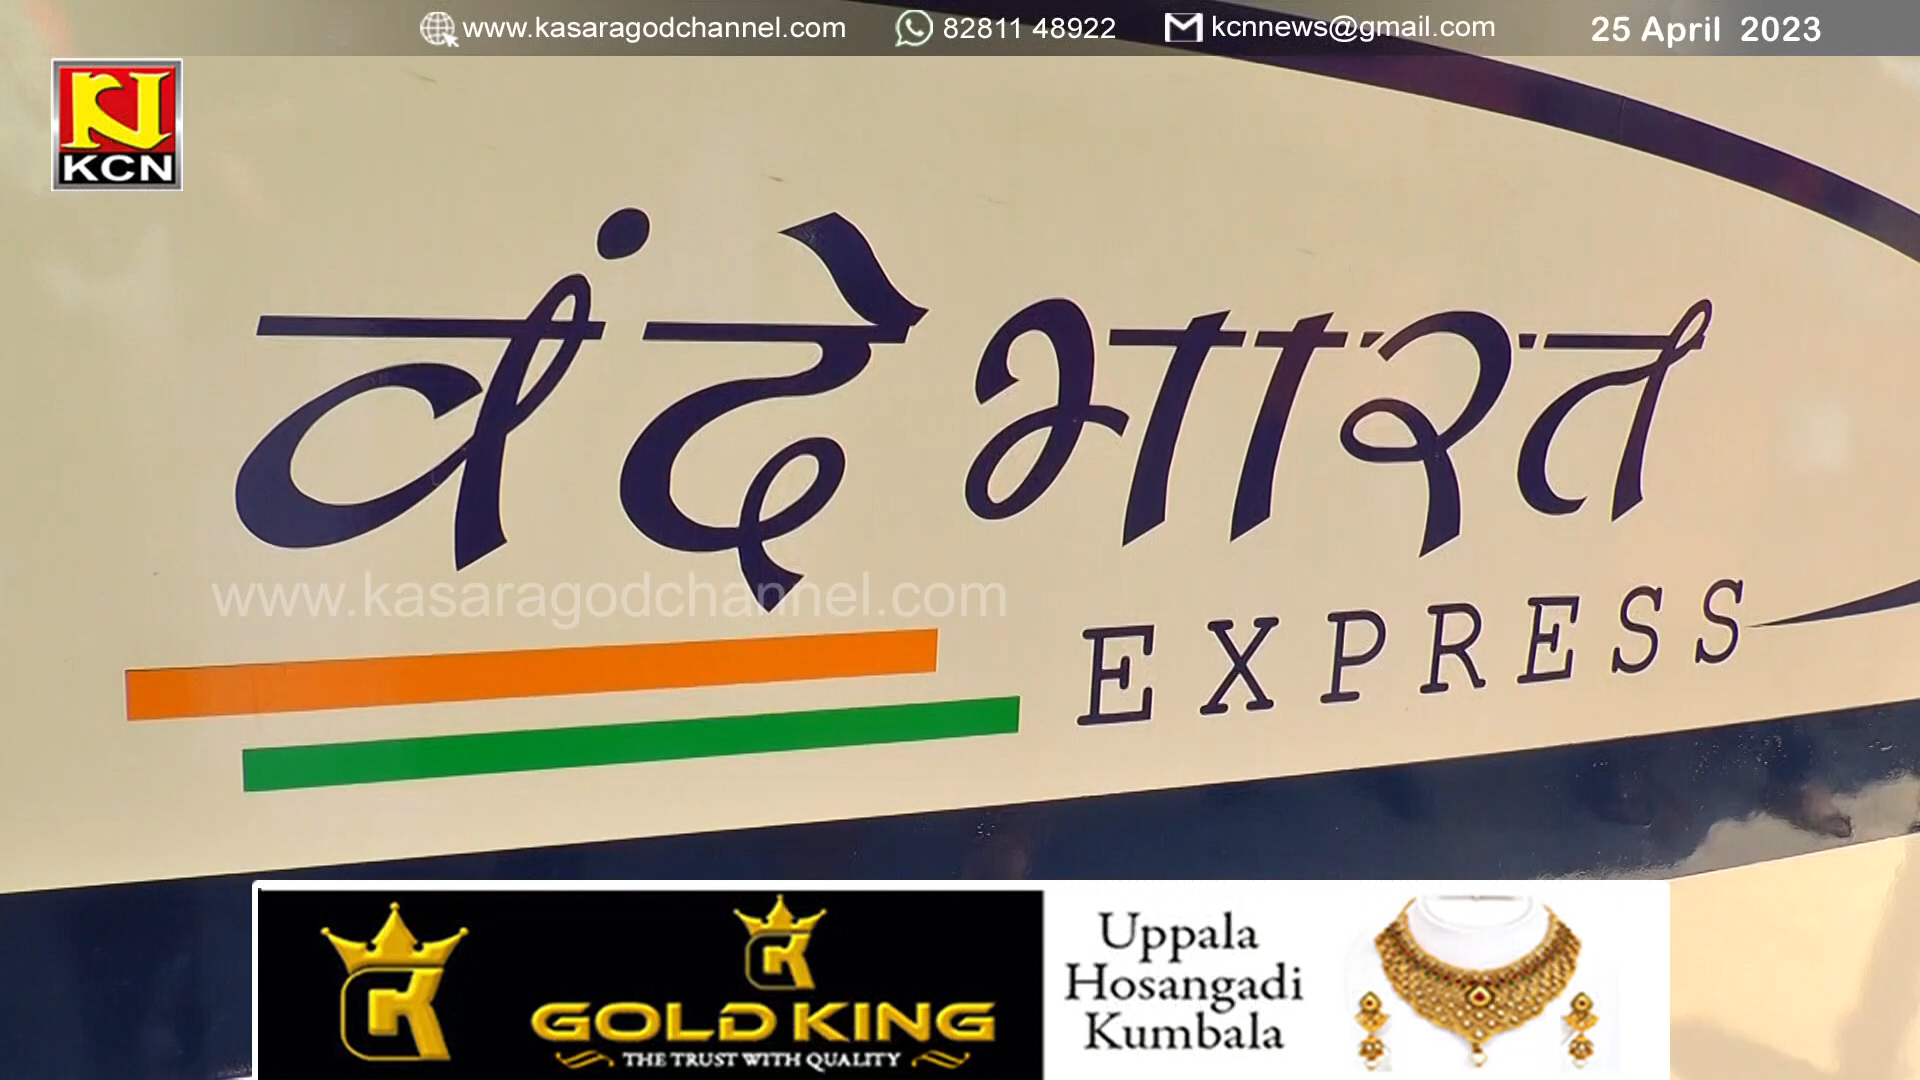 www.kasaragodchannel.com 82811 48922 kcnnews@gmail.com 25 April 2023
KCN
वंदे भारत
www.kasaragodchannel.com
EXPRESS
GOLD KING
THE TRUST WITH QUALITY
Uppala
Hosangadi
Kumbala